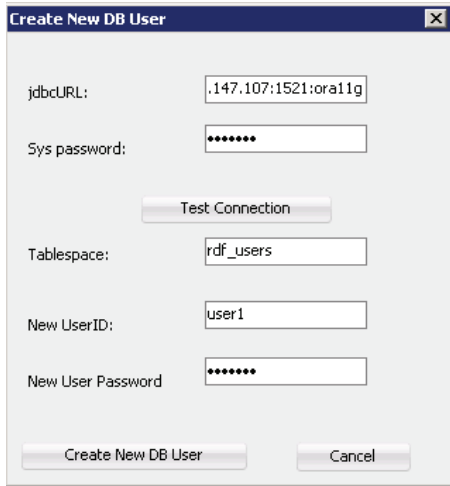 Create New DB User
jdbcURL: .147.107:1521:ora11g
Sys password: •••••••
Test Connection
Tablespace: rdf_users
New UserID: user1
New User Password •••••••
Create New DB User Cancel